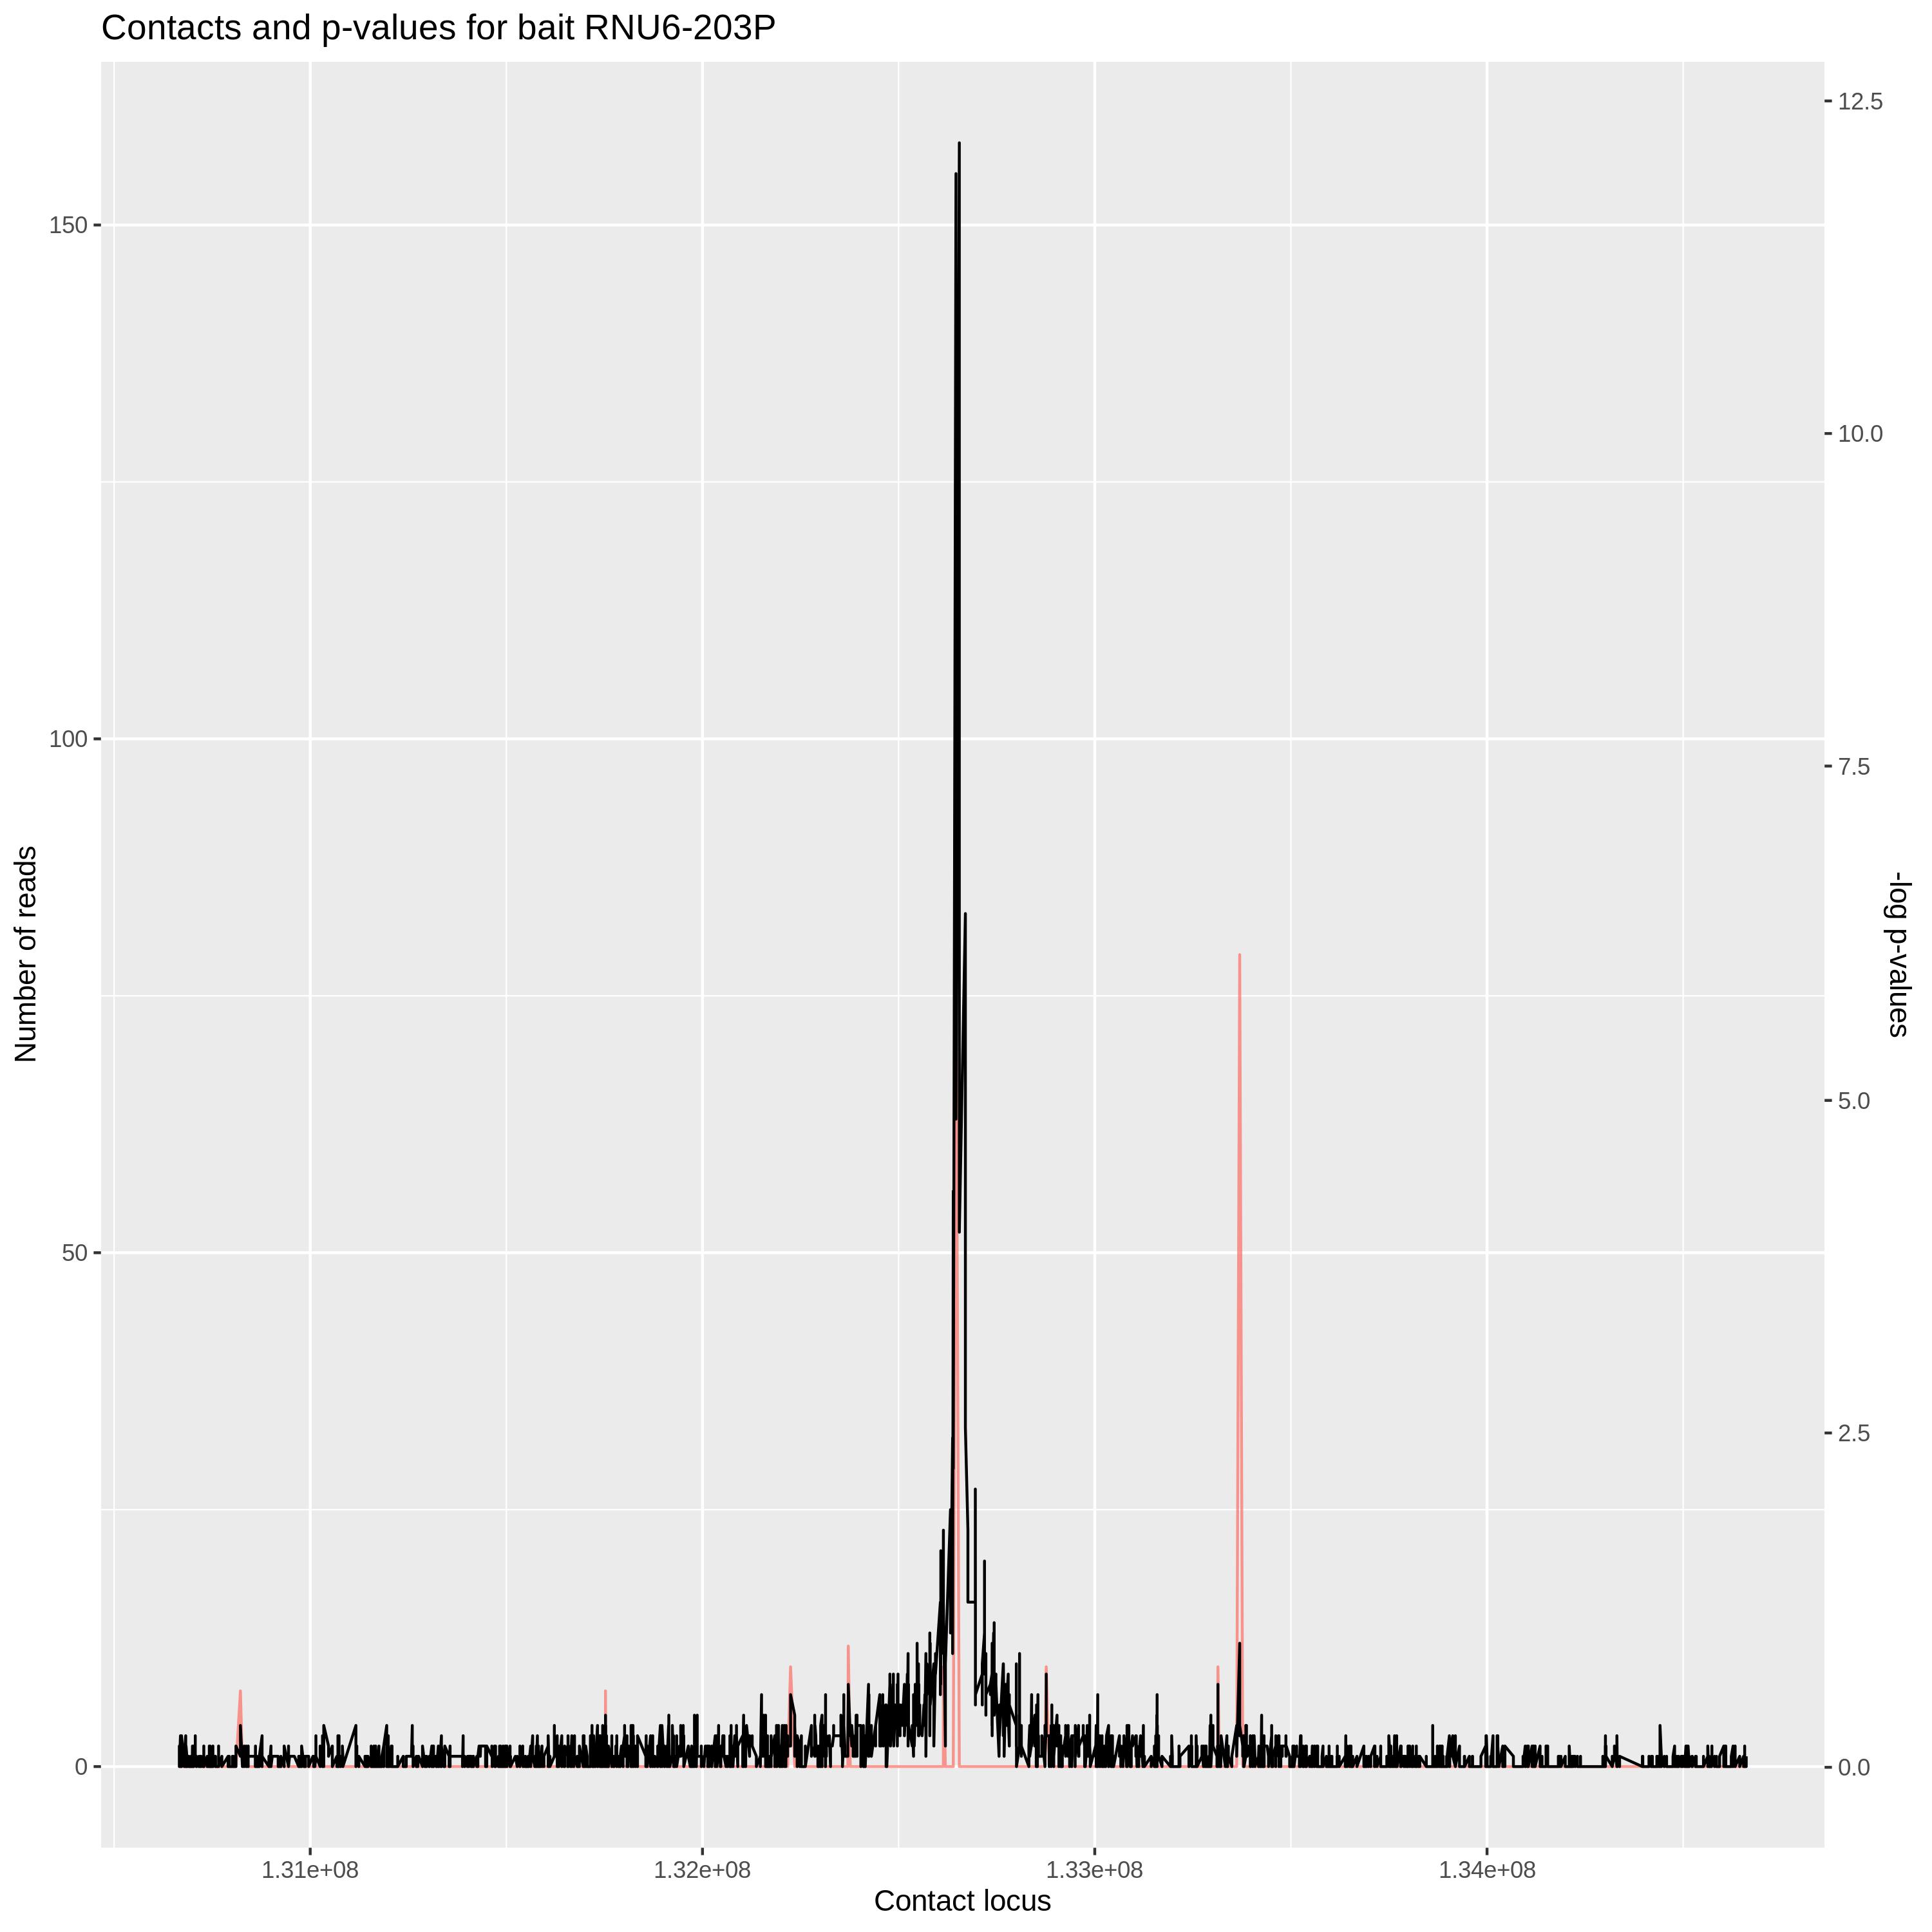 Contacts and p-values for bait RNU6-203P
150
100
50
0
12.5
10.0
7.5
5.0
2.5
0.0
Number of reads
-log p-values
1.31e+08
1.32e+08
1.33e+08
1.34e+08
Contact locus